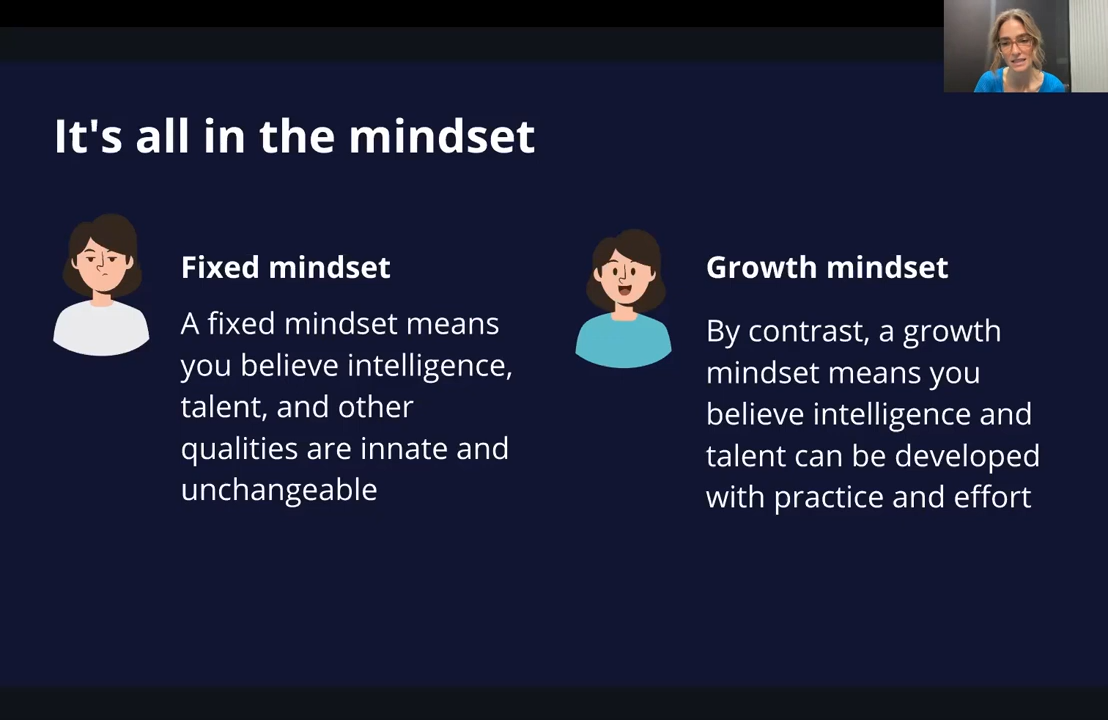 It's all in the mindset
Fixed mindset
A fixed mindset means
you believe intelligence,
talent, and other
qualities are innate and
unchangeable
Growth mindset
By contrast, a growth
mindset means you
believe intelligence and
talent can be developed
with practice and effort